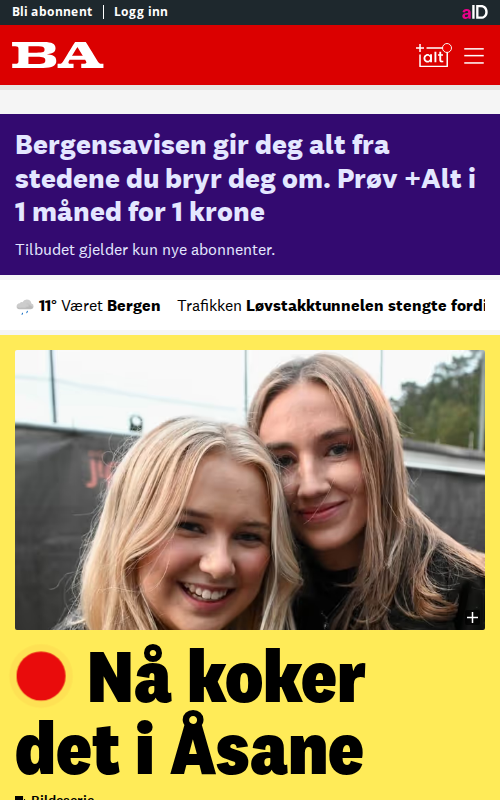 Bli abonnent | Logg inn
aID
BA
+alt
Bergensavisen gir deg alt fra
stedene du bryr deg om. Prøv +Alt i
1 måned for 1 krone
Tilbudet gjelder kun nye abonnenter.
11° Været Bergen Trafikken Løvstakktunnelen stengte fordi
Nå koker
det i Åsane
Bildeserie